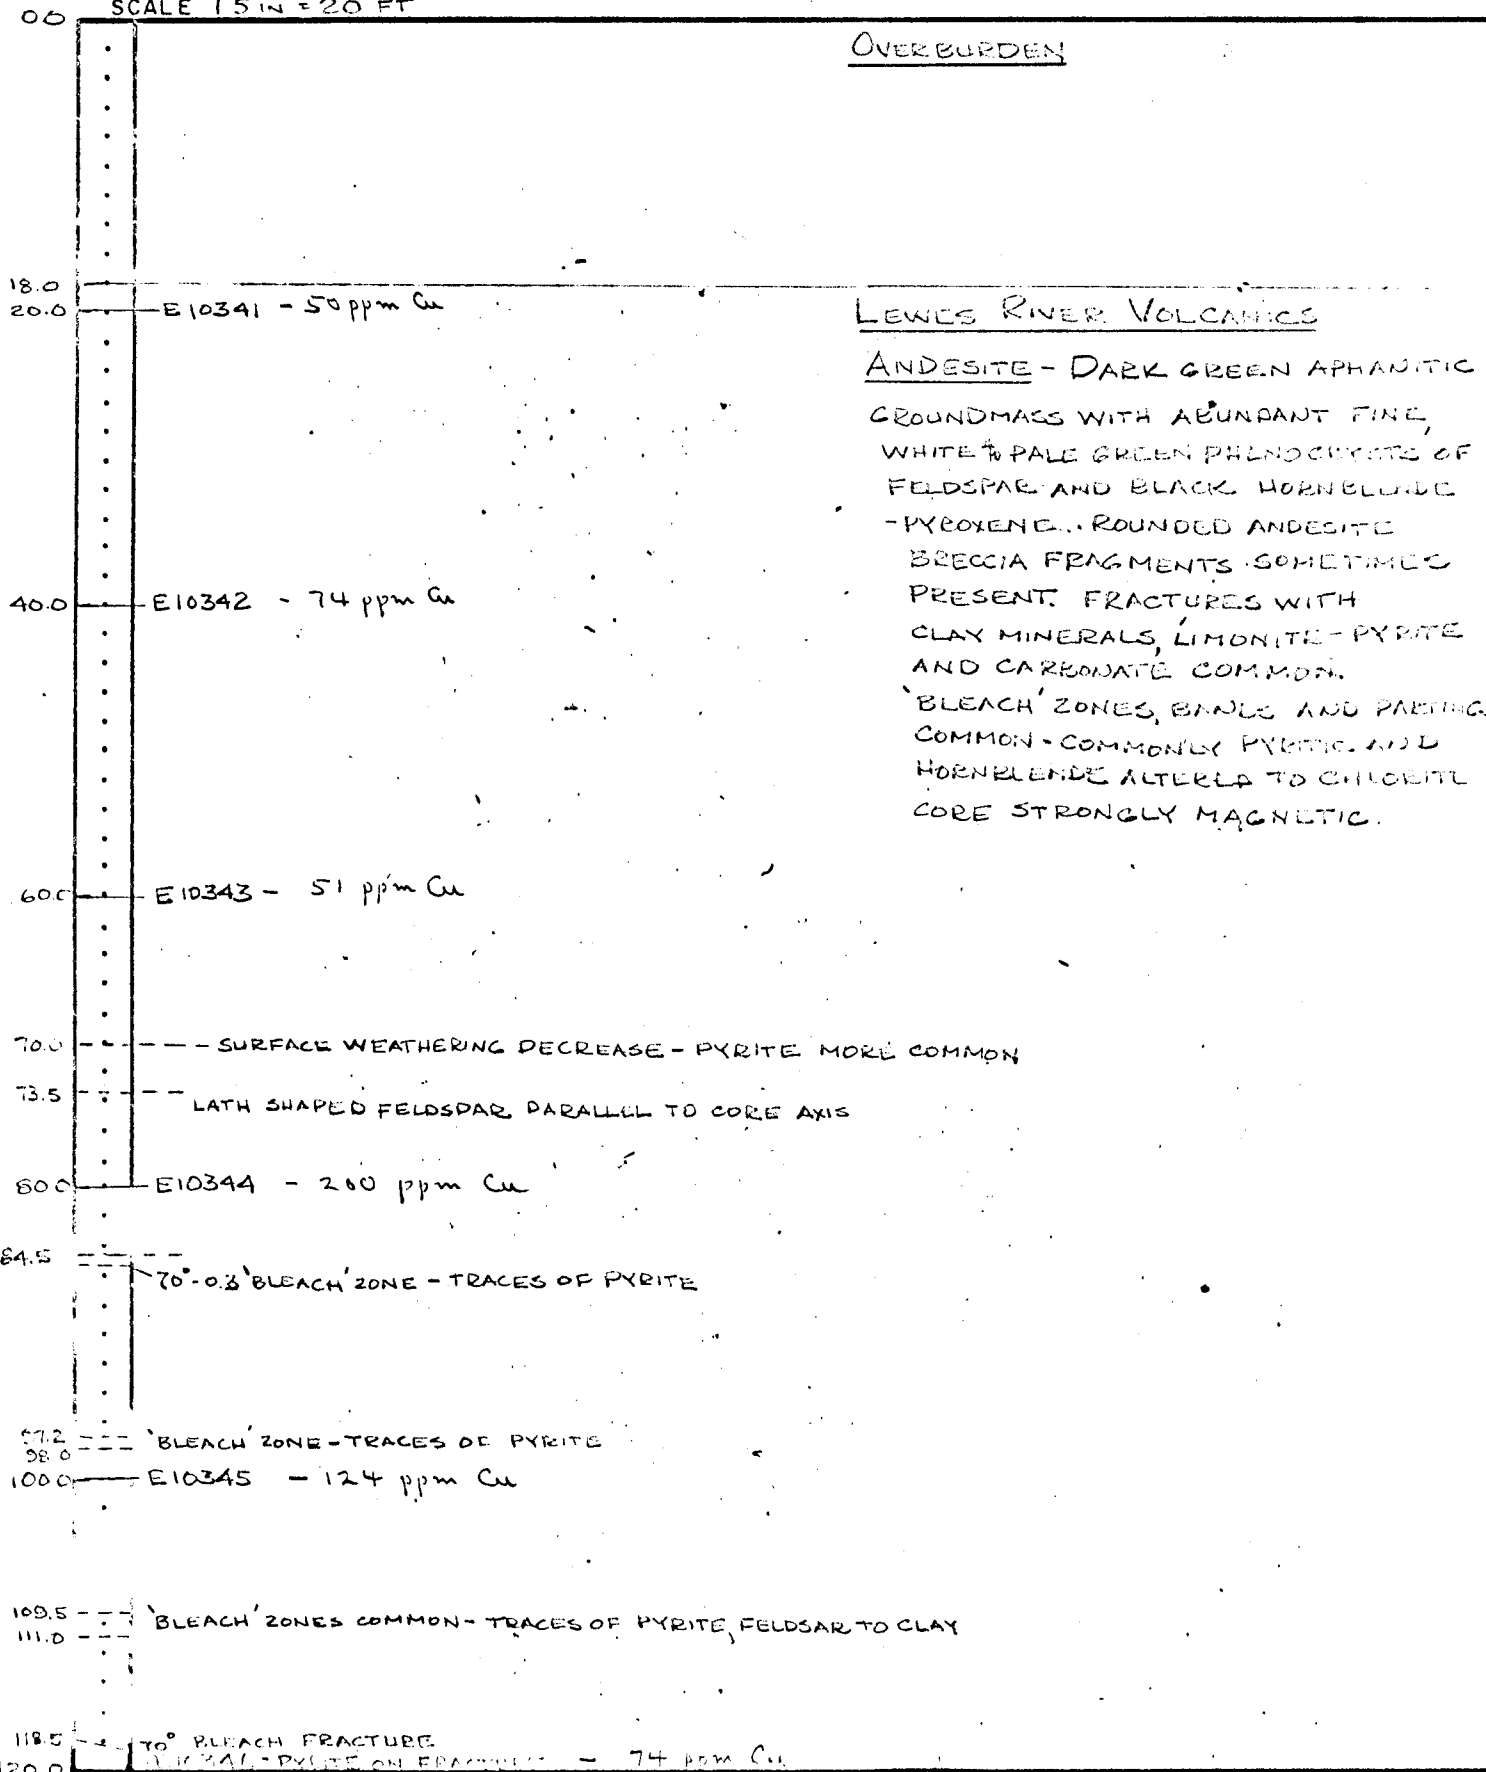 SCALE 1 5 IN = 20 FT
0 0
OVERBURDEN
18.0
20.0 E10341 - 50 ppm Cu
LEWES RIVER VOLCANICS
ANDESITE - DARK GREEN APHANITIC
GROUNDMASS WITH ABUNDANT FINE,
WHITE to PALE GREEN PHENOCRYSTS OF
FELDSPAR AND BLACK HORNBLENDE
-PYROXENE.. ROUNDED ANDESITE
BRECCIA FRAGMENTS SOMETIMES
PRESENT. FRACTURES WITH
CLAY MINERALS, LIMONITE - PYRITE
AND CARBONATE COMMON.
'BLEACH' ZONES, BANDS AND PARTINGS
COMMON - COMMONLY PYRITIC AND
HORNBLENDE ALTERED TO CHLORITE
CORE STRONGLY MAGNETIC.
40.0 E10342 - 74 ppm Cu
60.0 E10343 - 51 ppm Cu
70.0 - SURFACE WEATHERING DECREASE - PYRITE MORE COMMON
73.5 LATH SHAPED FELDSPAR PARALLEL TO CORE AXIS
80 0 E10344 - 200 ppm Cu
84.5
70° - 0.3 'BLEACH' ZONE - TRACES OF PYRITE
97.2 'BLEACH' ZONE - TRACES OF PYRITE
98 0
100 0 E10345 - 124 ppm Cu
109.5 'BLEACH' ZONES COMMON - TRACES OF PYRITE, FELDSAR TO CLAY
111.0
118.5 70° BLEACH FRACTURE
120.0 - PYRITE ON - 74 ppm Cu